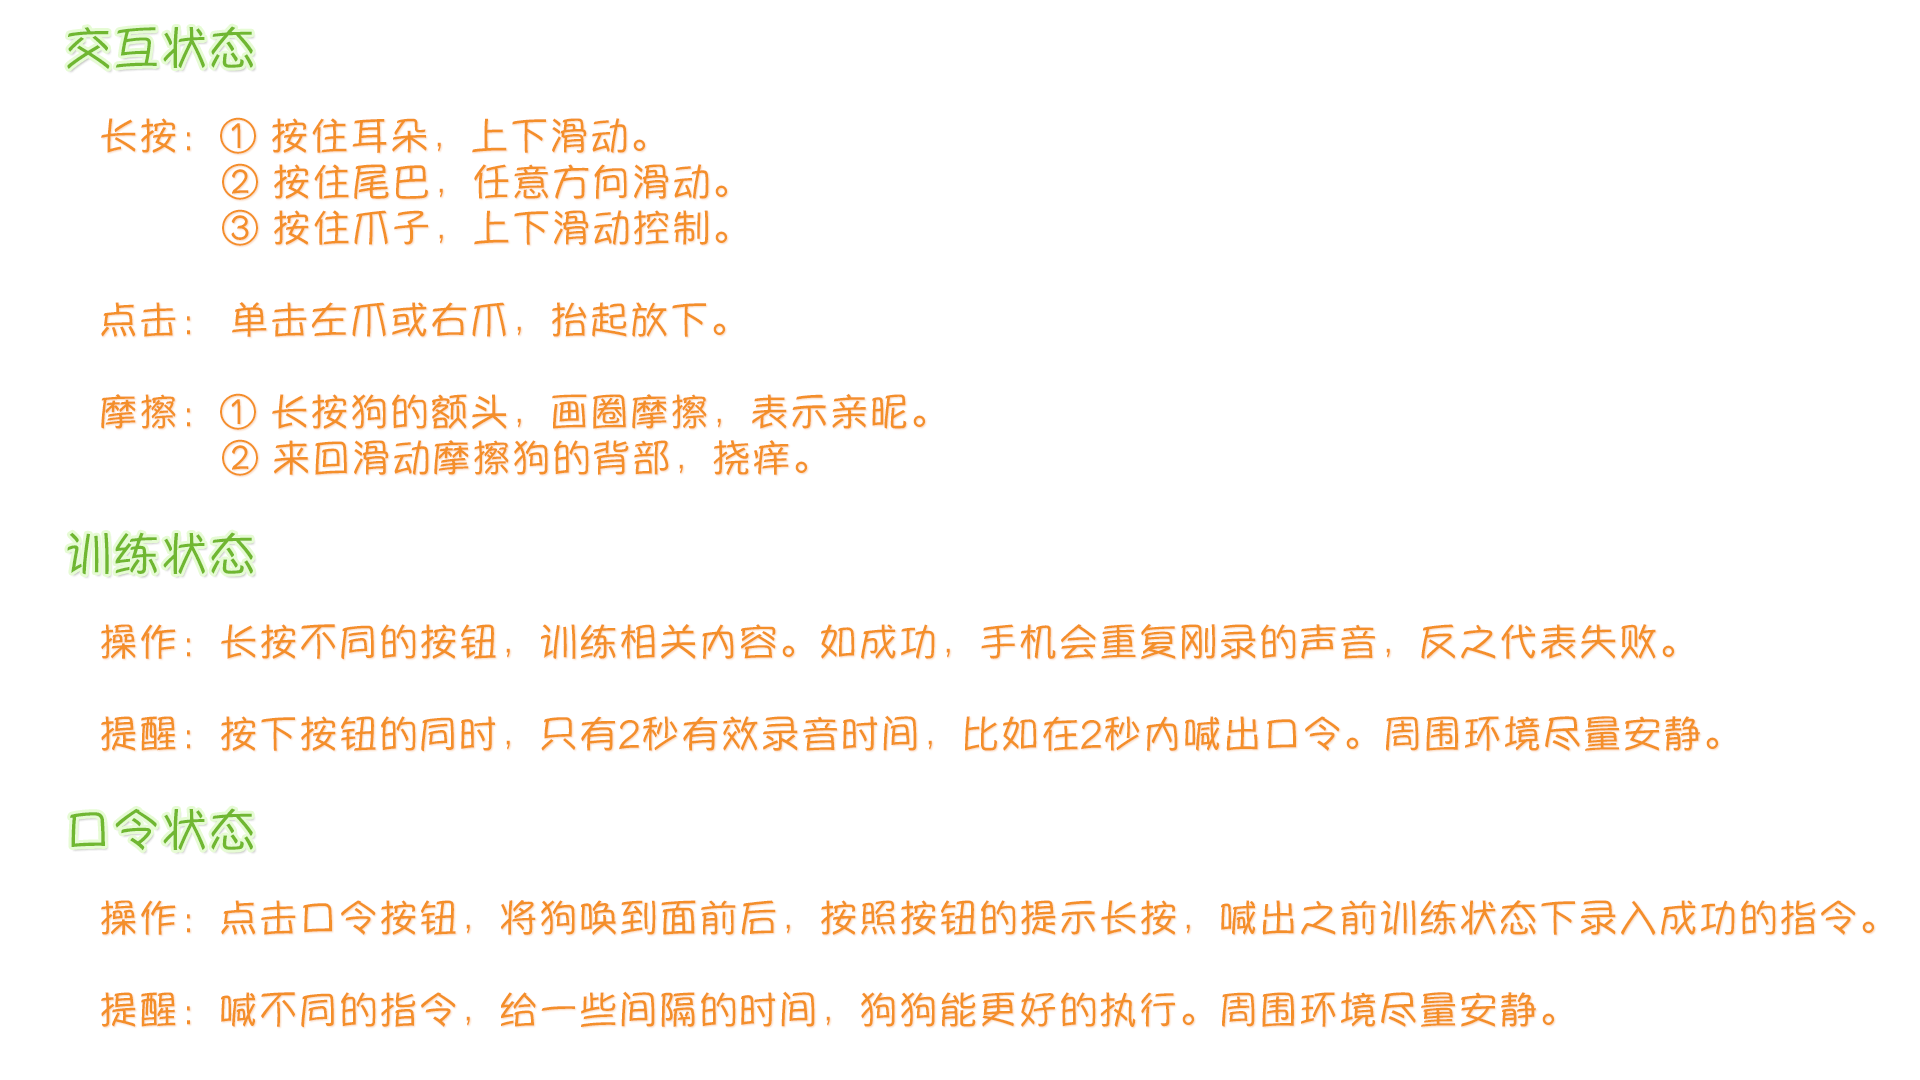 交互状态
长按：① 按住耳朵，上下滑动。
② 按住尾巴，任意方向滑动。
③ 按住爪子，上下滑动控制。
点击： 单击左爪或右爪，抬起放下。
摩擦：① 长按狗的额头，画圈摩擦，表示亲昵。
② 来回滑动摩擦狗的背部，挠痒。
训练状态
操作：长按不同的按钮，训练相关内容。如成功，手机会重复刚录的声音，反之代表失败。
提醒：按下按钮的同时，只有2秒有效录音时间，比如在2秒内喊出口令。周围环境尽量安静。
口令状态
操作：点击口令按钮，将狗唤到面前后，按照按钮的提示长按，喊出之前训练状态下录入成功的指令。
提醒：喊不同的指令，给一些间隔的时间，狗狗能更好的执行。周围环境尽量安静。